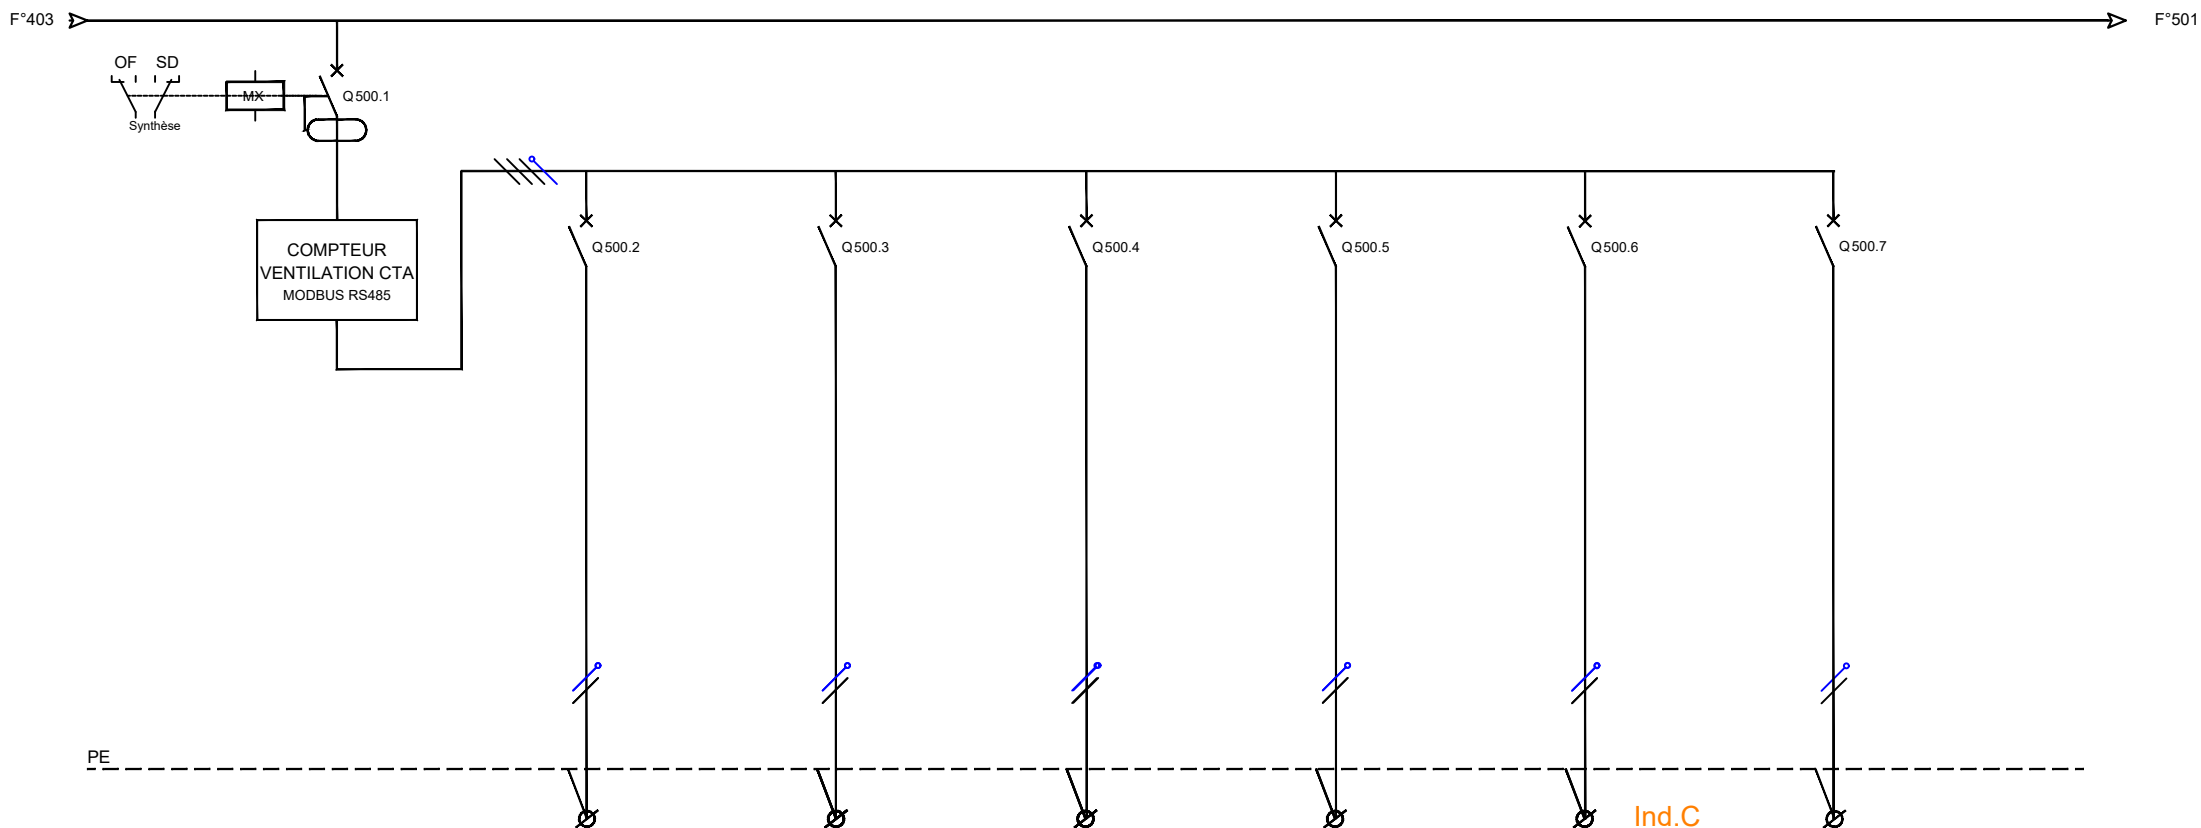 F°403
F°501
OF SD
MX
Q500.1
Synthèse
COMPTEUR
VENTILATION CTA
MODBUS RS485
Q500.2
Q500.3
Q500.4
Q500.5
Q500.6
Q500.7
PE
Ind.C